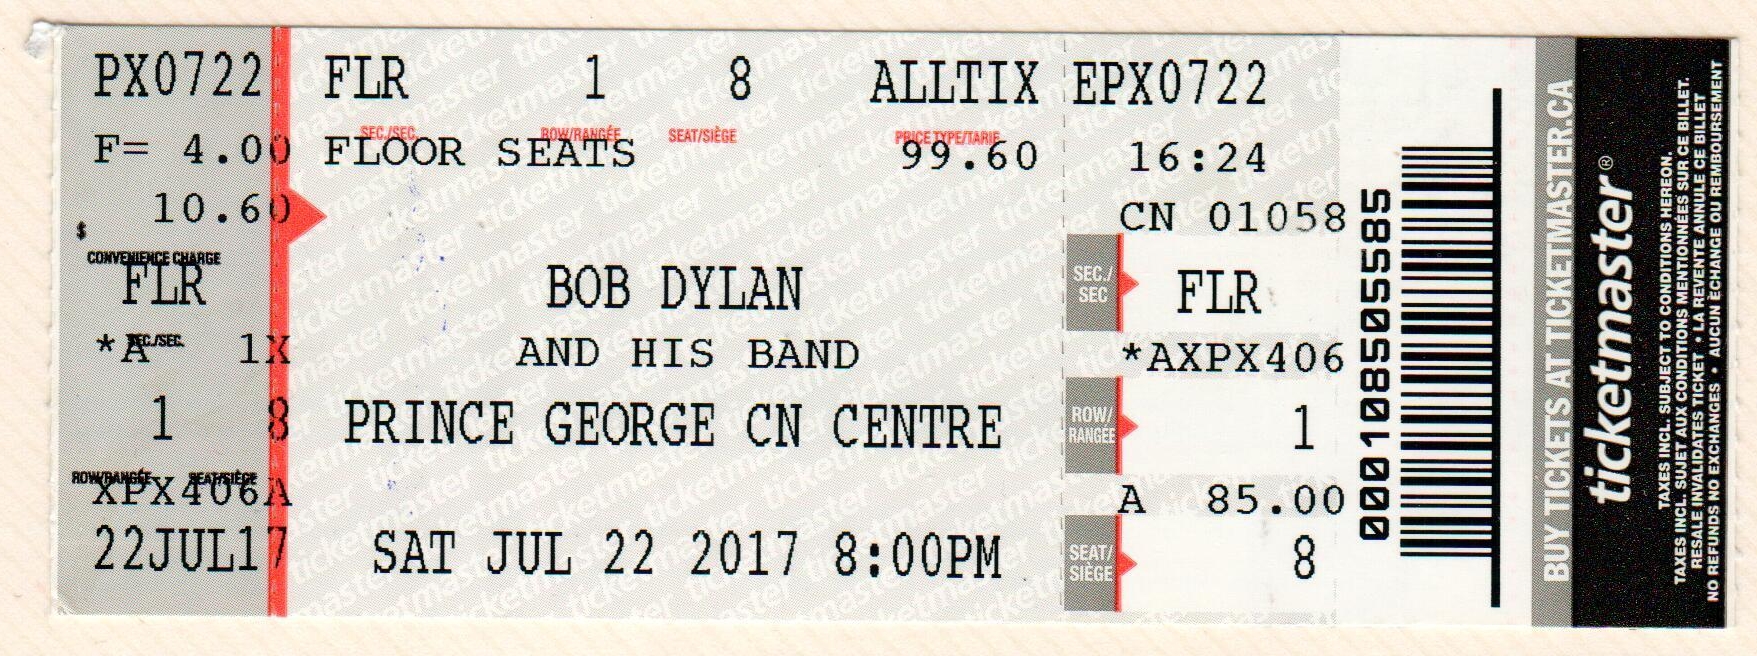 PX0722
F= 4.00
10.60
$
CONVENIENCE CHARGE
FLR
SEC./SEC.
*A 1X
1 8
ROW/RANGÉE SEAT/SIÈGE
XPX406A
22JUL17
FLR 1 8 ALLTIX
SEC./SEC. ROW/RANGÉE SEAT/SIÈGE PRICE TYPE/TARIF
FLOOR SEATS 99.60
BOB DYLAN
AND HIS BAND
PRINCE GEORGE CN CENTRE
SAT JUL 22 2017 8:00PM
EPX0722
16:24
CN 01058
SEC./
SEC
FLR
*AXPX406
ROW/
RANGÉE
1
A 85.00
SEAT/
SIÈGE
8
0001085055585
BUY TICKETS AT TICKETMASTER.CA
ticketmaster®
TAXES INCL. SUBJECT TO CONDITIONS HEREON.
TAXES INCL. SUJET AUX CONDITIONS MENTIONNÉES SUR CE BILLET.
RESALE INVALIDATES TICKET • LA REVENTE ANNULE CE BILLET
NO REFUNDS NO EXCHANGES • AUCUN ÉCHANGE OU REMBOURSEMENT